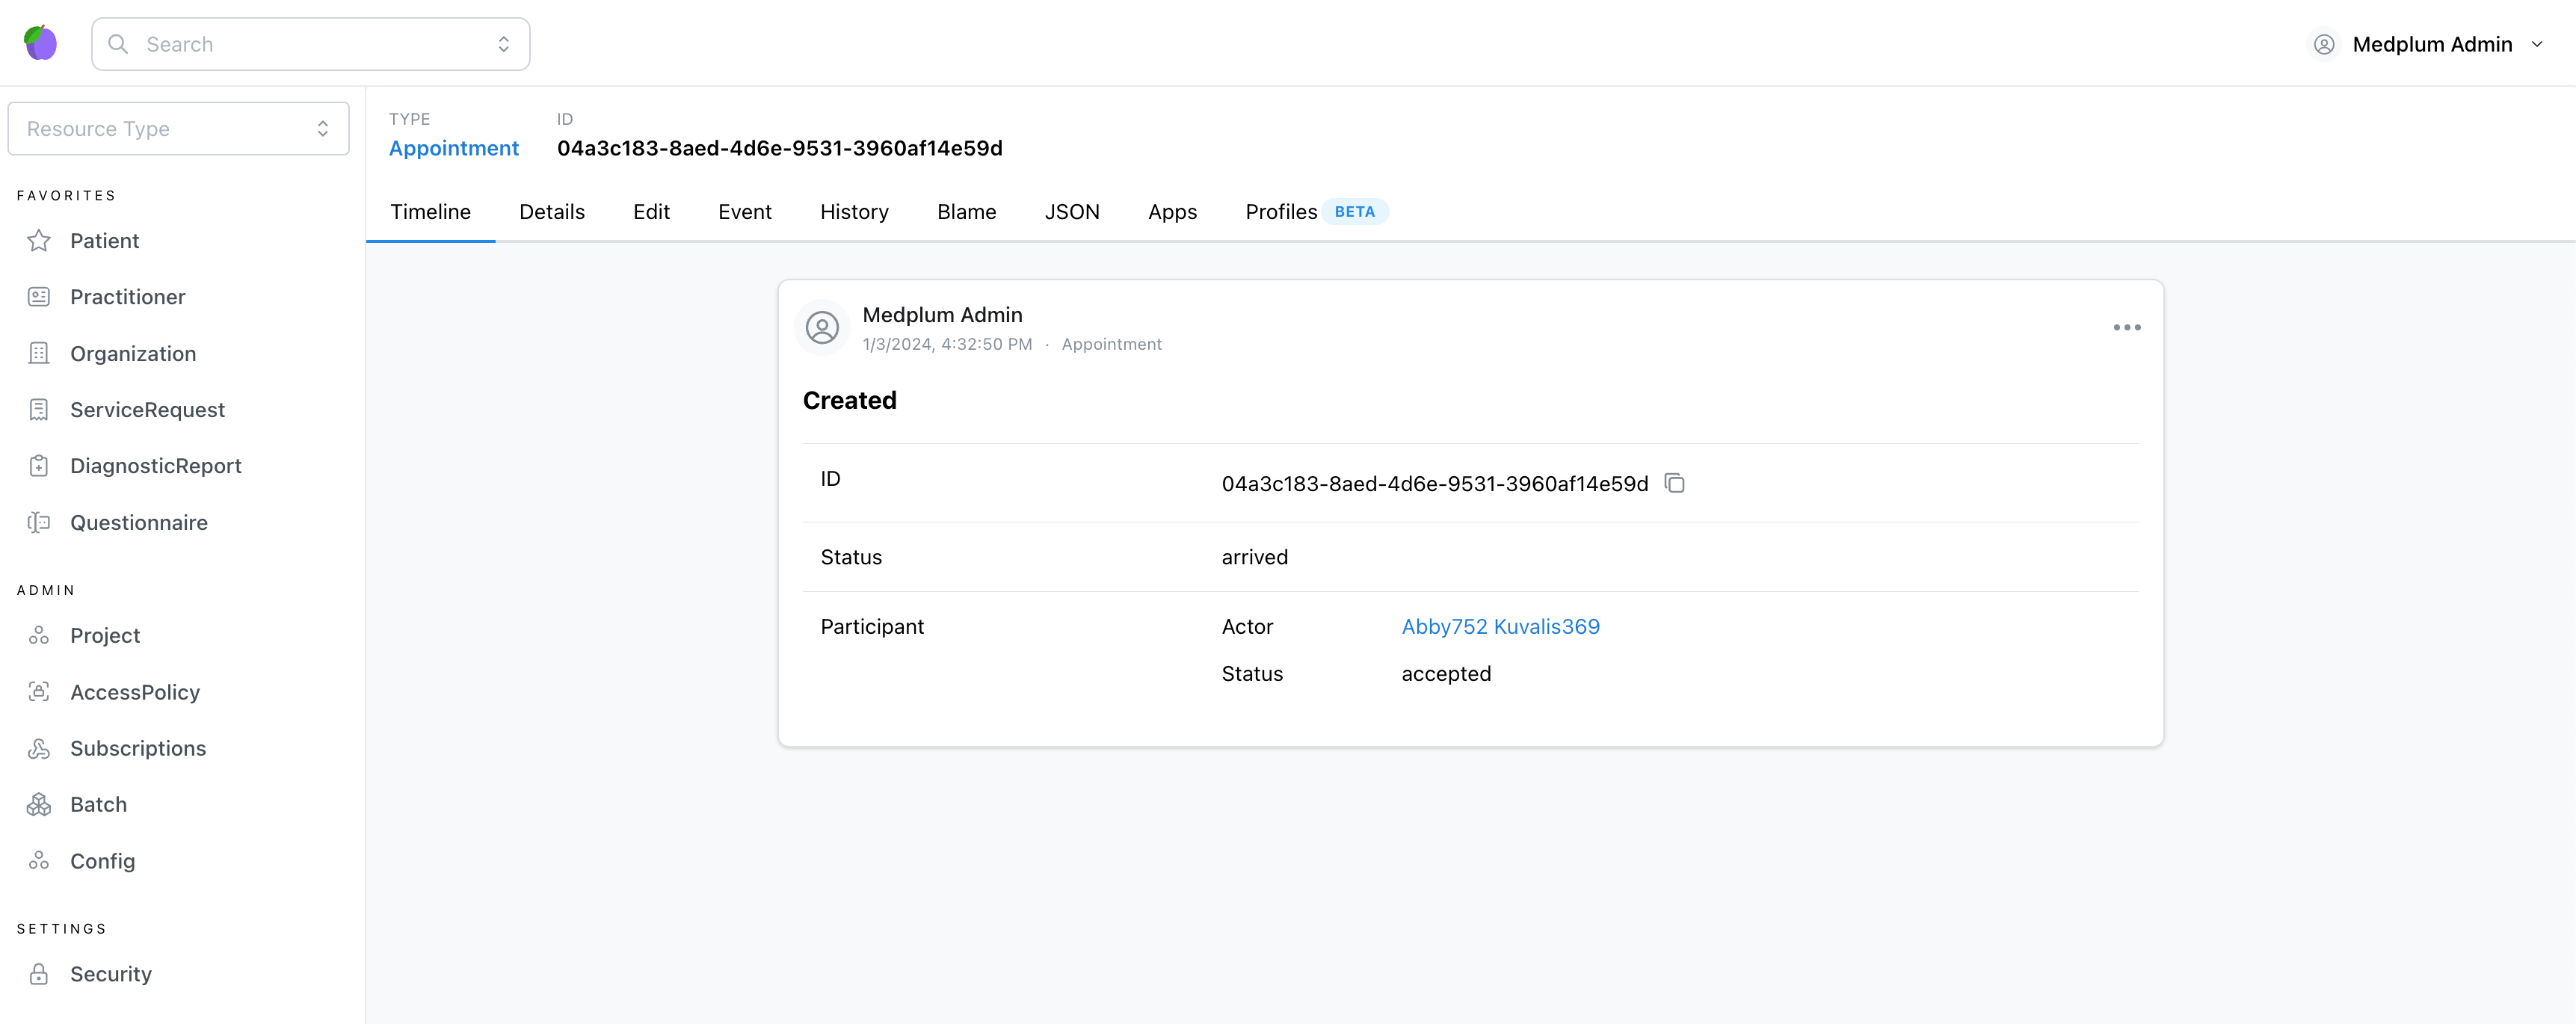 Search
Medplum Admin
Resource Type
FAVORITES
Patient
Practitioner
Organization
ServiceRequest
DiagnosticReport
Questionnaire
ADMIN
Project
AccessPolicy
Subscriptions
Batch
Config
SETTINGS
Security
TYPE ID
Appointment 04a3c183-8aed-4d6e-9531-3960af14e59d
Timeline Details Edit Event History Blame JSON Apps Profiles BETA
Medplum Admin
1/3/2024, 4:32:50 PM · Appointment
Created
ID 04a3c183-8aed-4d6e-9531-3960af14e59d
Status arrived
Participant Actor Abby752 Kuvalis369
Status accepted